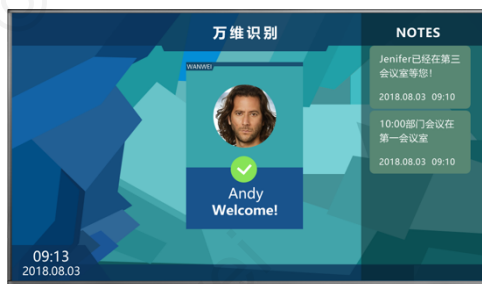 万维识别
NOTES
WANWEI
Andy
Welcome!
Jenifer已经在第三
会议室等您!
2018.08.03 09:10
10:00部门会议在
第一会议室
2018.08.03 09:10
09:13
2018.08.03